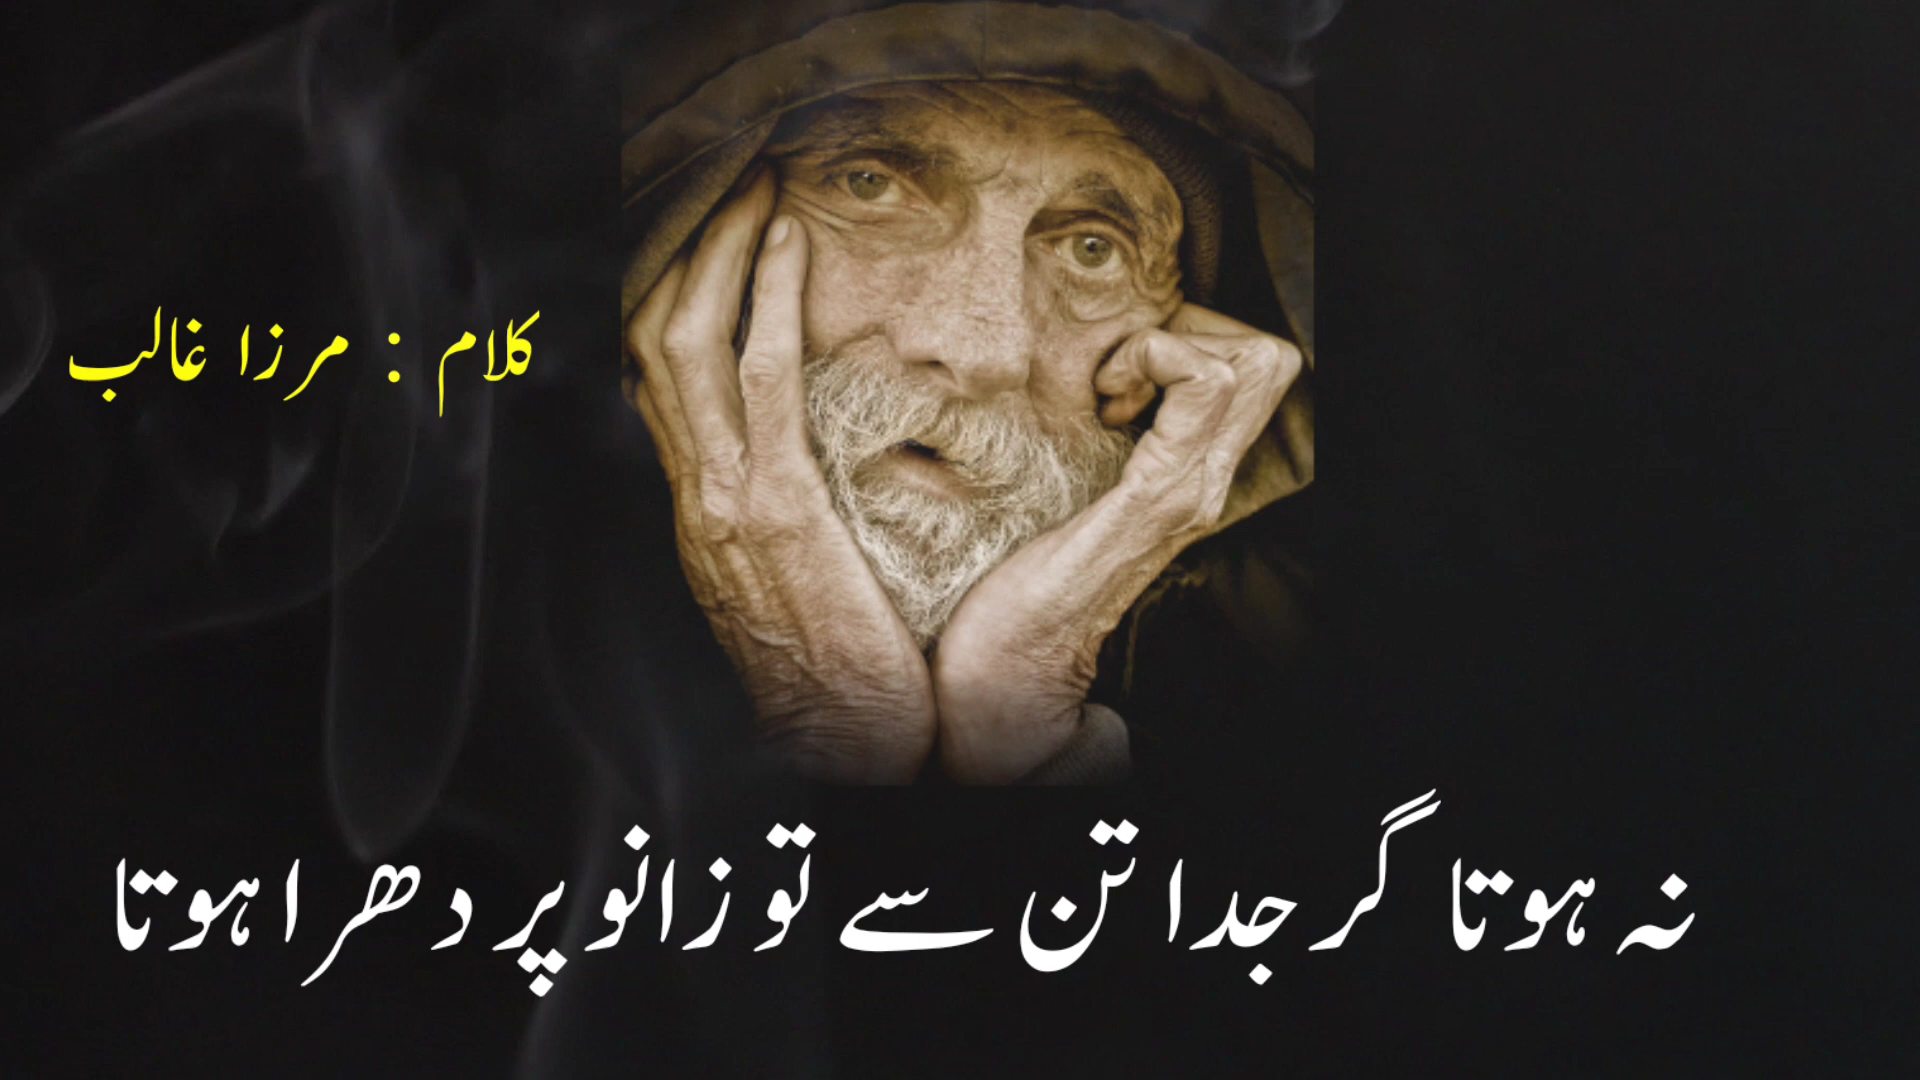 کلام : مرزا غالب
نہ ہوتا گر جدا تن سے تو زانو پر دھرا ہوتا